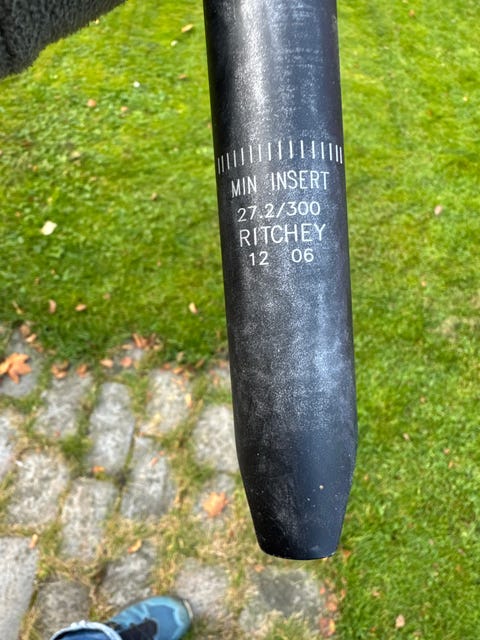 MIN INSERT
27.2/300
RITCHEY
12 06